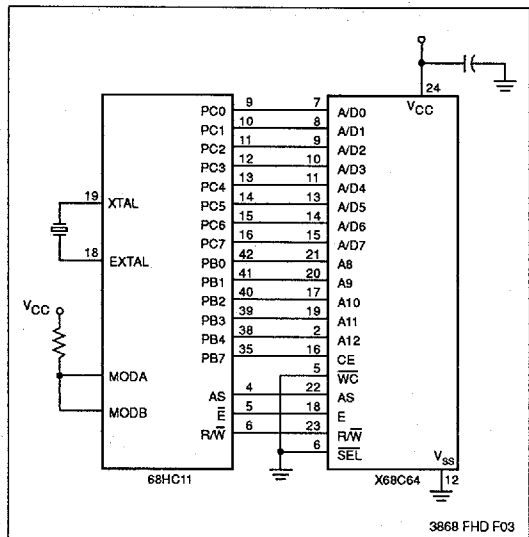 24
VCC
PC0 9 7 A/D0
PC1 10 8 A/D1
PC2 11 9 A/D2
PC3 12 10 A/D3
PC4 13 11 A/D4
19 XTAL PC5 14 13 A/D5
PC6 15 14 A/D6
PC7 16 15 A/D7
18 EXTAL PB0 42 21 A8
PB1 41 20 A9
VCC PB2 40 17 A10
PB3 39 19 A11
PB4 38 2 A12
PB7 35 16 CE
5 W̅C̅
MODA
AS 4 22 AS
MODB E̅ 5 18 E
R/W̅ 6 23 R/W̅
6 S̅E̅L̅
VSS
68HC11 X68C64 12
3868 FHD F03